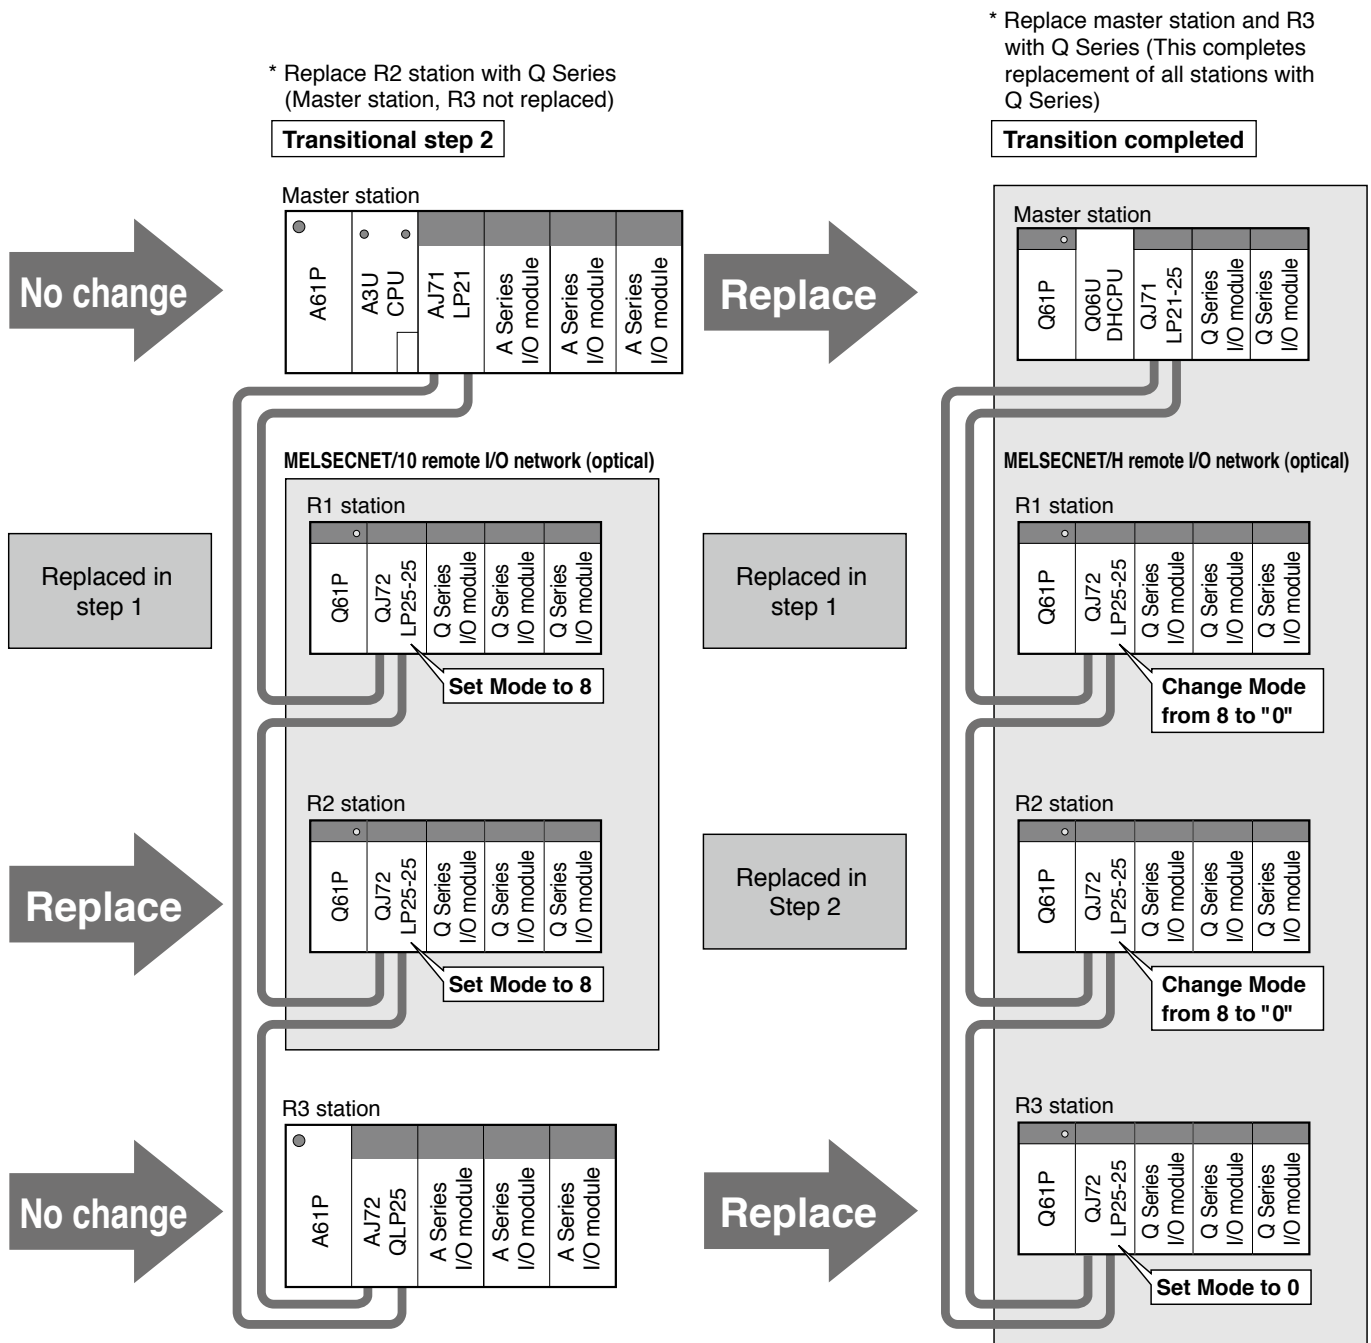 * Replace R2 station with Q Series
(Master station, R3 not replaced)
Transitional step 2
* Replace master station and R3
with Q Series (This completes
replacement of all stations with
Q Series)
Transition completed
No change
Master station
A61P
A3U
CPU
AJ71
LP21
A Series
I/O module
A Series
I/O module
A Series
I/O module
Replace
Master station
Q61P
Q06U
DHCPU
QJ71
LP21-25
Q Series
I/O module
Q Series
I/O module
MELSECNET/10 remote I/O network (optical)
MELSECNET/H remote I/O network (optical)
Replaced in
step 1
R1 station
Q61P
QJ72
LP25-25
Q Series
I/O module
Q Series
I/O module
Q Series
I/O module
Set Mode to 8
Replaced in
step 1
R1 station
Q61P
QJ72
LP25-25
Q Series
I/O module
Q Series
I/O module
Q Series
I/O module
Change Mode
from 8 to "0"
Replace
R2 station
Q61P
QJ72
LP25-25
Q Series
I/O module
Q Series
I/O module
Q Series
I/O module
Set Mode to 8
Replaced in
Step 2
R2 station
Q61P
QJ72
LP25-25
Q Series
I/O module
Q Series
I/O module
Q Series
I/O module
Change Mode
from 8 to "0"
No change
R3 station
A61P
AJ72
QLP25
A Series
I/O module
A Series
I/O module
A Series
I/O module
Replace
R3 station
Q61P
QJ72
LP25-25
Q Series
I/O module
Q Series
I/O module
Q Series
I/O module
Set Mode to 0